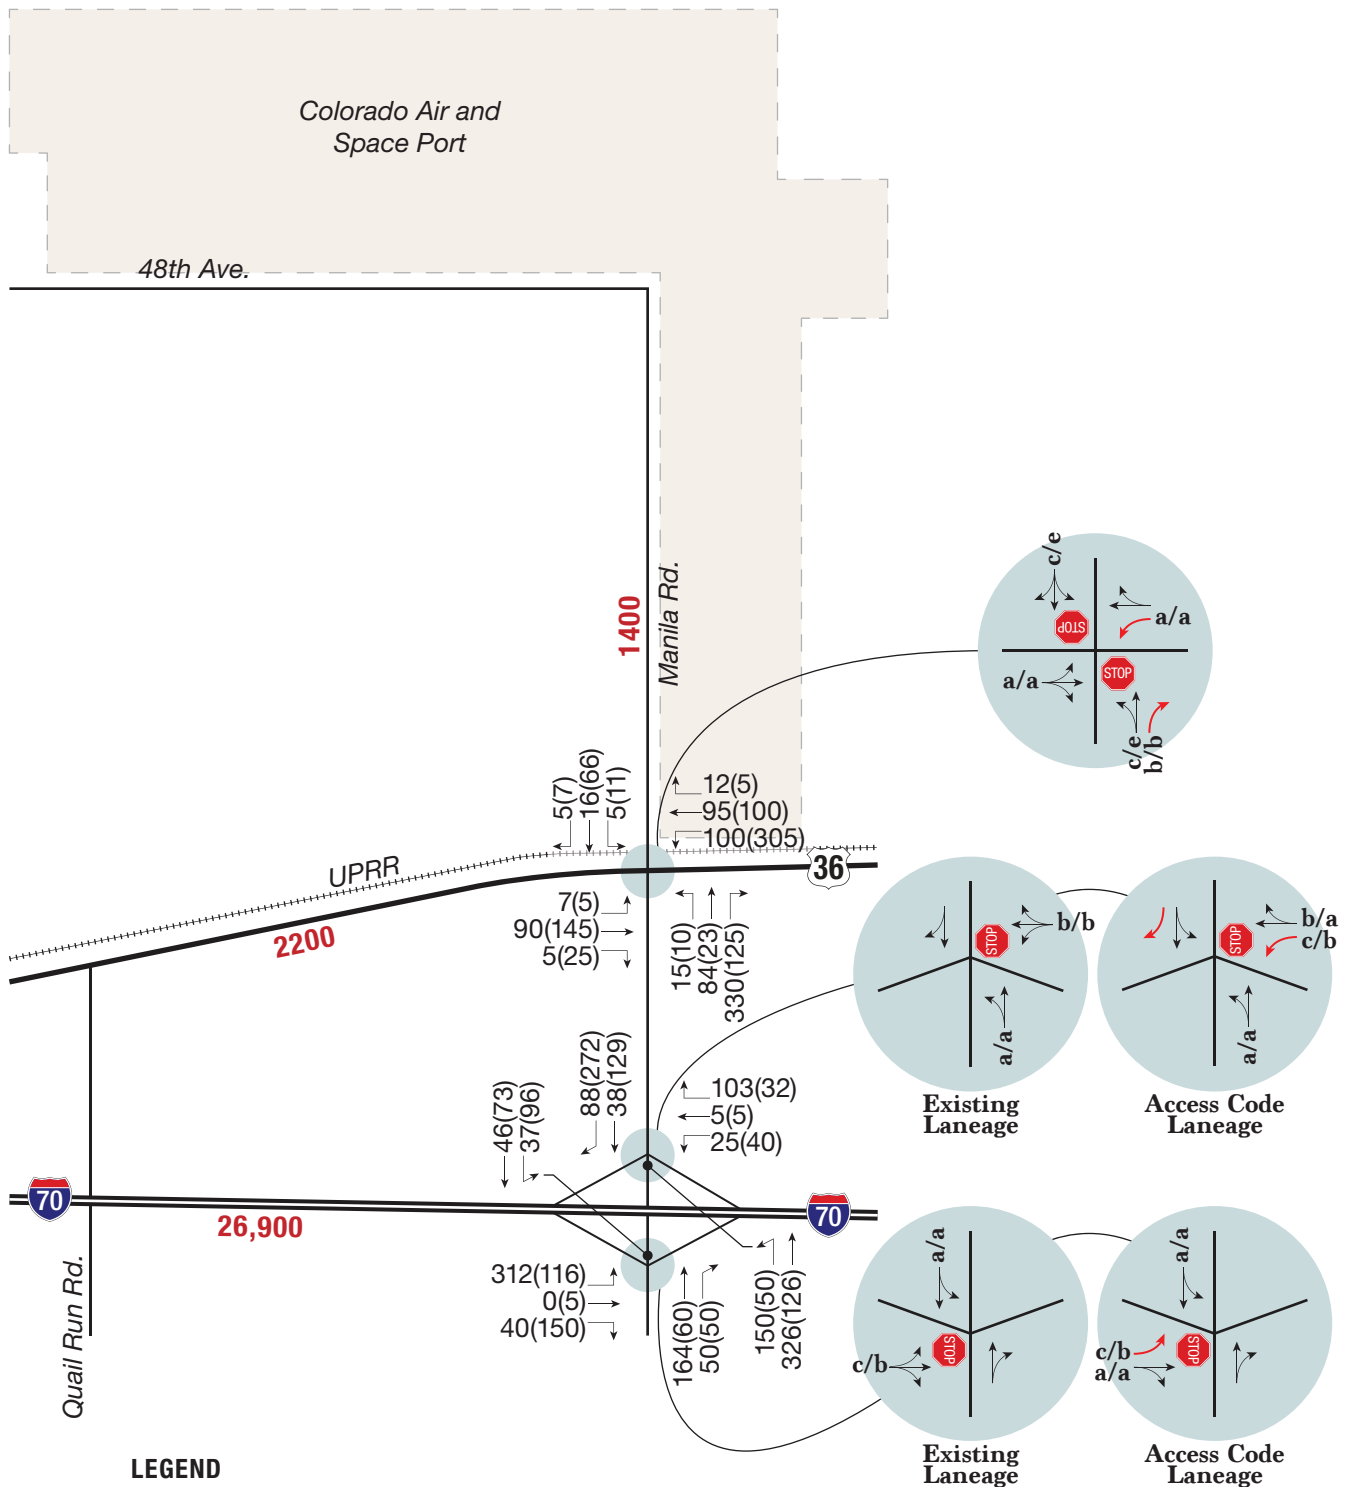 Colorado Air and
Space Port
48th Ave.
1400
Manila Rd.
c/e
a/a
STOP
a/a
STOP
c/e
b/b
5(7)
16(66)
5(11)
12(5)
95(100)
100(305)
UPRR
36
2200
7(5)
90(145)
5(25)
15(10)
84(23)
330(125)
STOP
b/b
a/a
Existing
Laneage
STOP
b/a
c/b
a/a
Access Code
Laneage
46(73)
37(96)
88(272)
38(129)
103(32)
5(5)
25(40)
70
26,900
70
Quail Run Rd.
312(116)
0(5)
40(150)
164(60)
50(50)
150(50)
326(126)
a/a
STOP
c/b
Existing
Laneage
a/a
c/b
a/a
STOP
Access Code
Laneage
LEGEND